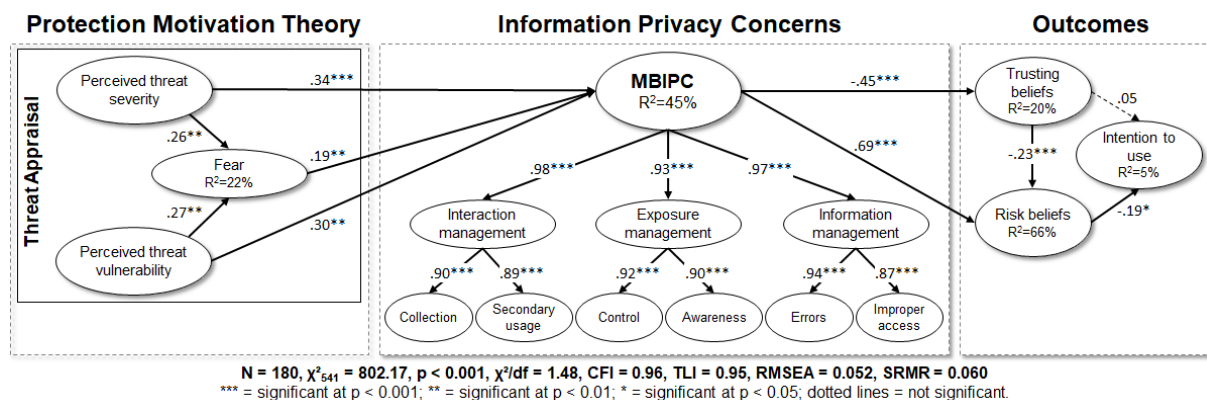 Protection Motivation Theory
Threat Appraisal
Perceived threat
severity
.34***
.26**
Fear
R²=22%
.19**
.27**
Perceived threat
vulnerability
.30**
Information Privacy Concerns
MBIPC
R²=45%
.98***
.93***
.97***
Interaction
management
Exposure
management
Information
management
.90***
.89***
.92***
.90***
.94***
.87***
Collection
Secondary
usage
Control
Awareness
Errors
Improper
access
Outcomes
-.45***
.69***
Trusting
beliefs
R²=20%
.05
-.23***
Intention to
use
R²=5%
Risk beliefs
R²=66%
-.19*
N = 180, χ²₅₄₁ = 802.17, p < 0.001, χ²/df = 1.48, CFI = 0.96, TLI = 0.95, RMSEA = 0.052, SRMR = 0.060
*** = significant at p < 0.001; ** = significant at p < 0.01; * = significant at p < 0.05; dotted lines = not significant.